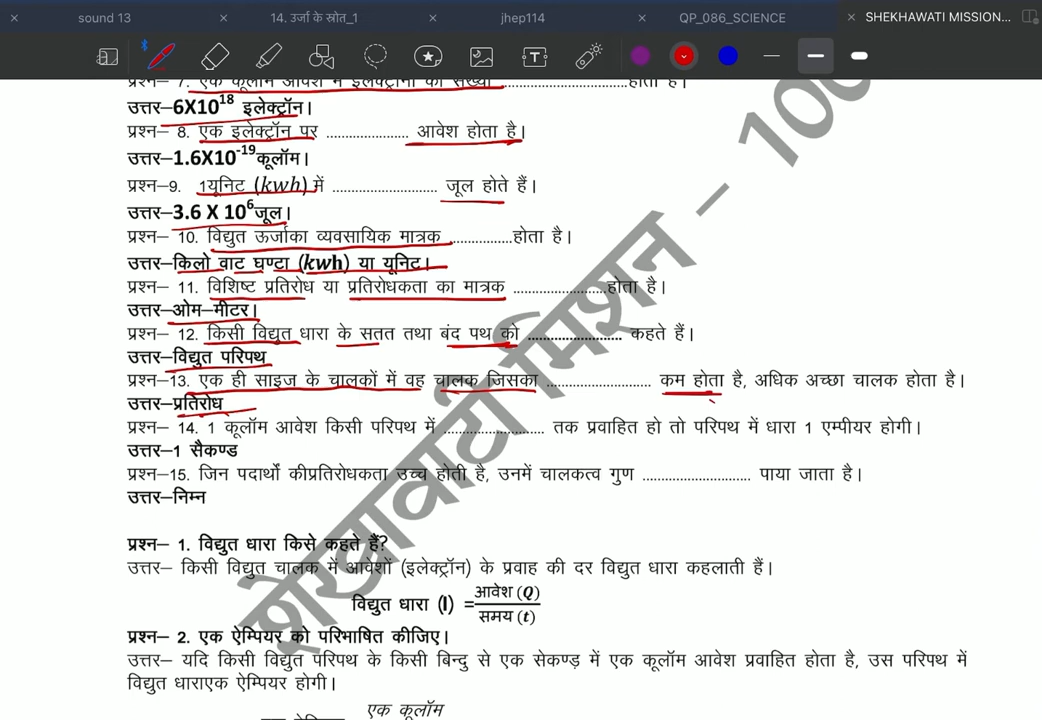 sound 13
14. उर्जा के स्रोत_1
jhep114
QP_086_SCIENCE
SHEKHAWATI MISSION...
प्रश्न– 7. एक कूलॉम आवेश में इलेक्ट्रॉनों की संख्या ........................होता है।
उत्तर–6X10¹⁸ इलेक्ट्रॉन।
प्रश्न– 8. एक इलेक्ट्रॉन पर .................... आवेश होता है।
उत्तर–1.6X10⁻¹⁹कूलॉम।
प्रश्न–9. 1यूनिट (kwh) में .......................... जूल होते हैं।
उत्तर–3.6 X 10⁶जूल।
प्रश्न– 10. विद्युत ऊर्जाका व्यवसायिक मात्रक ...............होता है।
उत्तर–किलो वाट घण्टा (kwh) या यूनिट।
प्रश्न– 11. विशिष्ट प्रतिरोध या प्रतिरोधकता का मात्रक .......................होता है।
उत्तर–ओम–मीटर।
प्रश्न– 12. किसी विद्युत धारा के सतत तथा बंद पथ को ....................... कहते हैं।
उत्तर–विद्युत परिपथ
प्रश्न–13. एक ही साइज के चालकों में वह चालक जिसका .......................... कम होता है, अधिक अच्छा चालक होता है।
उत्तर–प्रतिरोध
प्रश्न– 14. 1 कूलॉम आवेश किसी परिपथ में ......................... तक प्रवाहित हो तो परिपथ में धारा 1 एम्पीयर होगी।
उत्तर–1 सैकण्ड
प्रश्न–15. जिन पदार्थों कीप्रतिरोधकता उच्च होती है, उनमें चालकत्व गुण ........................... पाया जाता है।
उत्तर–निम्न
प्रश्न– 1. विद्युत धारा किसे कहते हैं?
उत्तर– किसी विद्युत चालक में आवेशों (इलेक्ट्रॉन) के प्रवाह की दर विद्युत धारा कहलाती हैं।
विद्युत धारा (I) = आवेश (Q)
समय (t)
प्रश्न– 2. एक ऐम्पियर को परिभाषित कीजिए।
उत्तर– यदि किसी विद्युत परिपथ के किसी बिन्दु से एक सेकण्ड़ में एक कूलॉम आवेश प्रवाहित होता है, उस परिपथ में
विद्युत धाराएक ऐम्पियर होगी।
एक कूलॉम
शेखावाटी मिशन – 100